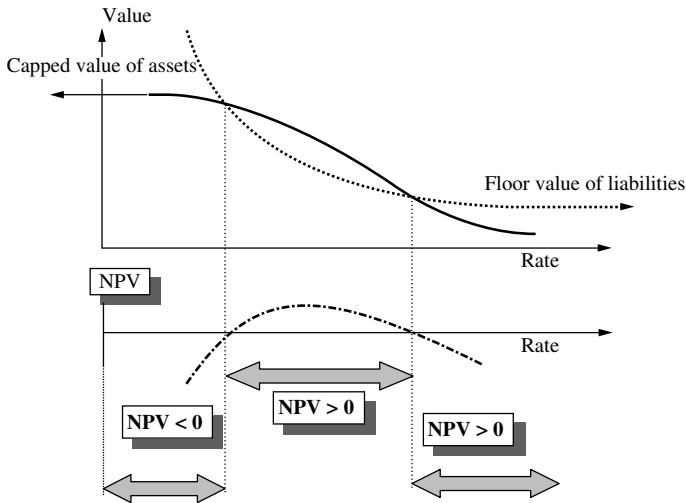 Value
Capped value of assets
Floor value of liabilities
Rate
NPV
Rate
NPV < 0
NPV > 0
NPV > 0